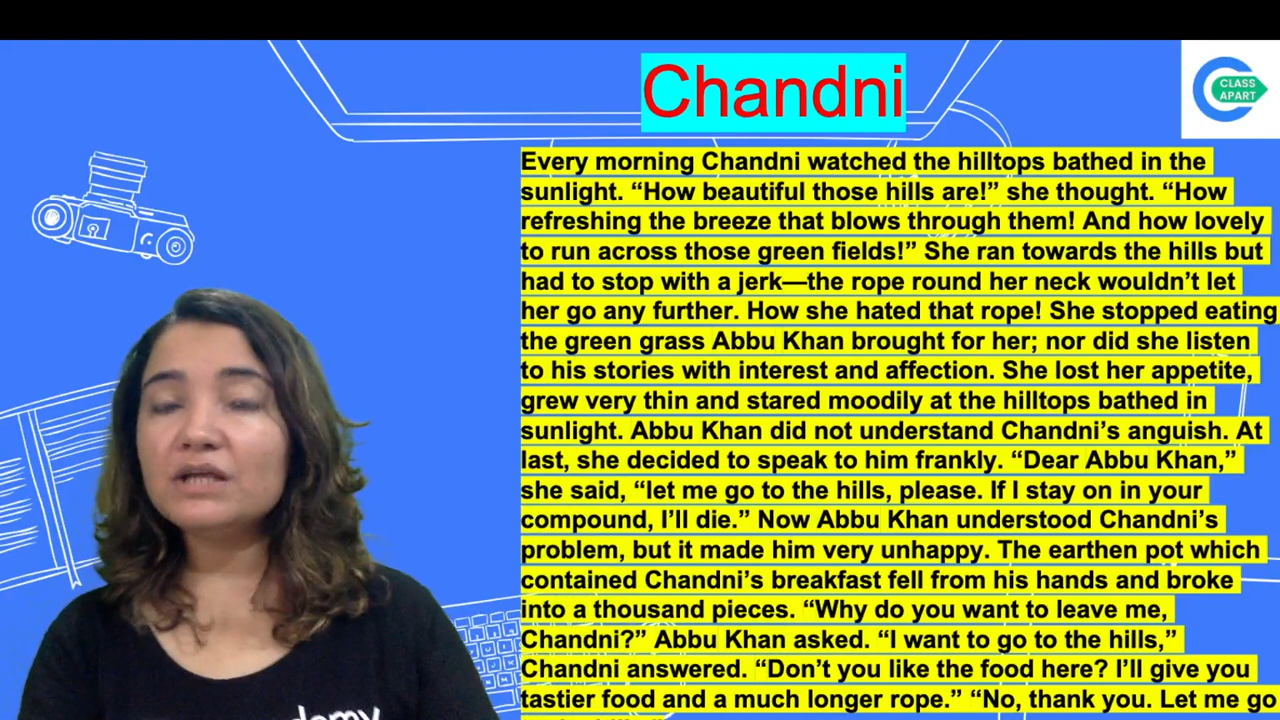 Chandni
CLASS
APART
Every morning Chandni watched the hilltops bathed in the
sunlight. “How beautiful those hills are!” she thought. “How
refreshing the breeze that blows through them! And how lovely
to run across those green fields!” She ran towards the hills but
had to stop with a jerk—the rope round her neck wouldn’t let
her go any further. How she hated that rope! She stopped eating
the green grass Abbu Khan brought for her; nor did she listen
to his stories with interest and affection. She lost her appetite,
grew very thin and stared moodily at the hilltops bathed in
sunlight. Abbu Khan did not understand Chandni’s anguish. At
last, she decided to speak to him frankly. “Dear Abbu Khan,”
she said, “let me go to the hills, please. If I stay on in your
compound, I’ll die.” Now Abbu Khan understood Chandni’s
problem, but it made him very unhappy. The earthen pot which
contained Chandni’s breakfast fell from his hands and broke
into a thousand pieces. “Why do you want to leave me,
Chandni?” Abbu Khan asked. “I want to go to the hills,”
Chandni answered. “Don’t you like the food here? I’ll give you
tastier food and a much longer rope.” “No, thank you. Let me go